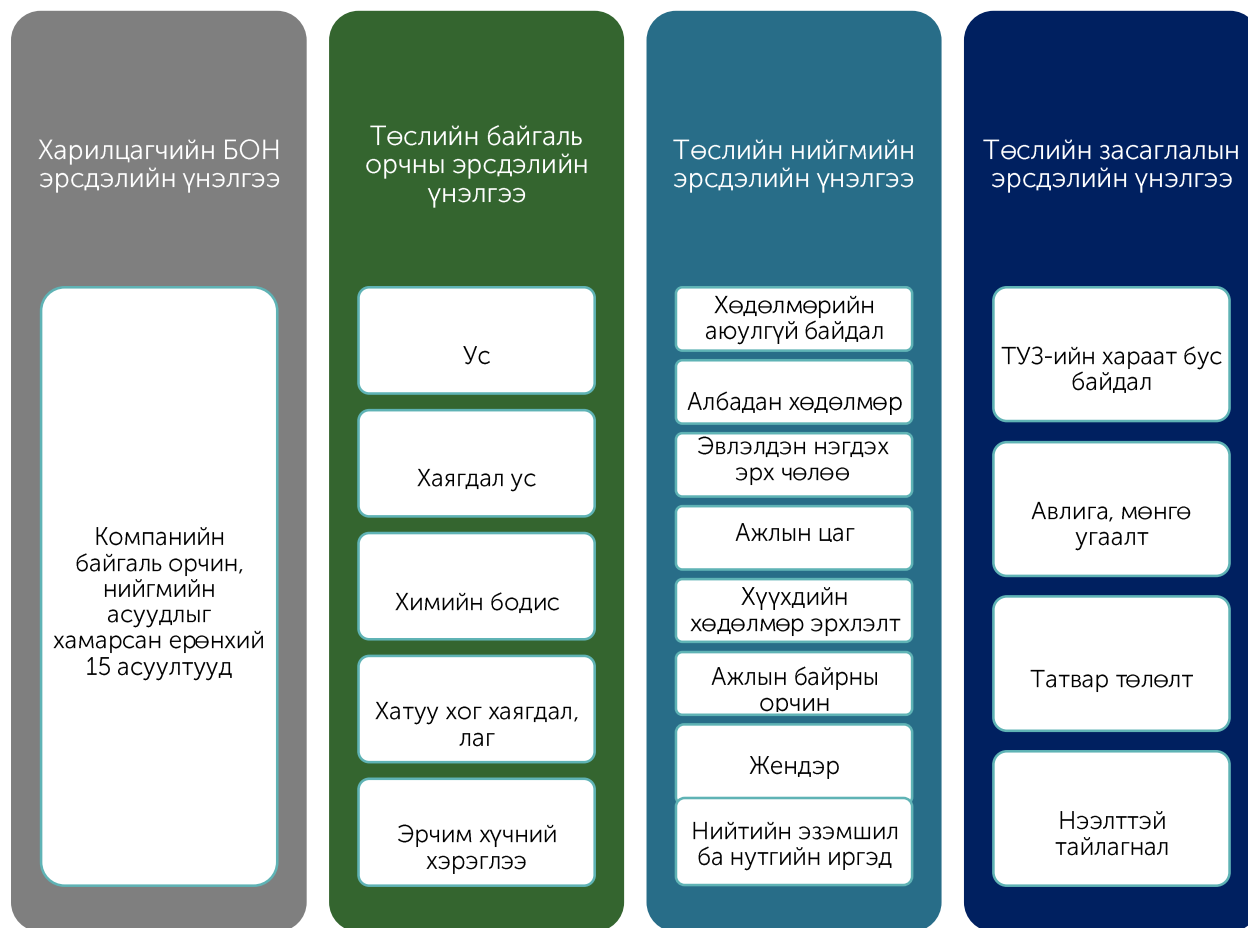 Харилцагчийн БОН
эрсдэлийн үнэлгээ
Компанийн
байгаль орчин,
нийгмийн
асуудлыг
хамарсан ерөнхий
15 асуултууд
Төслийн байгаль
орчны эрсдэлийн
үнэлгээ
Ус
Хаягдал ус
Химийн бодис
Хатуу хог хаягдал,
лаг
Эрчим хүчний
хэрэглээ
Төслийн нийгмийн
эрсдэлийн үнэлгээ
Хөдөлмөрийн
аюулгүй байдал
Албадан хөдөлмөр
Эвлэлдэн нэгдэх
эрх чөлөө
Ажлын цаг
Хүүхдийн
хөдөлмөр эрхлэлт
Ажлын байрны
орчин
Жендэр
Нийтийн эзэмшил
ба нутгийн иргэд
Төслийн засаглалын
эрсдэлийн үнэлгээ
ТУЗ-ийн хараат бус
байдал
Авлига, мөнгө
угаалт
Татвар төлөлт
Нээлттэй
тайлагнал